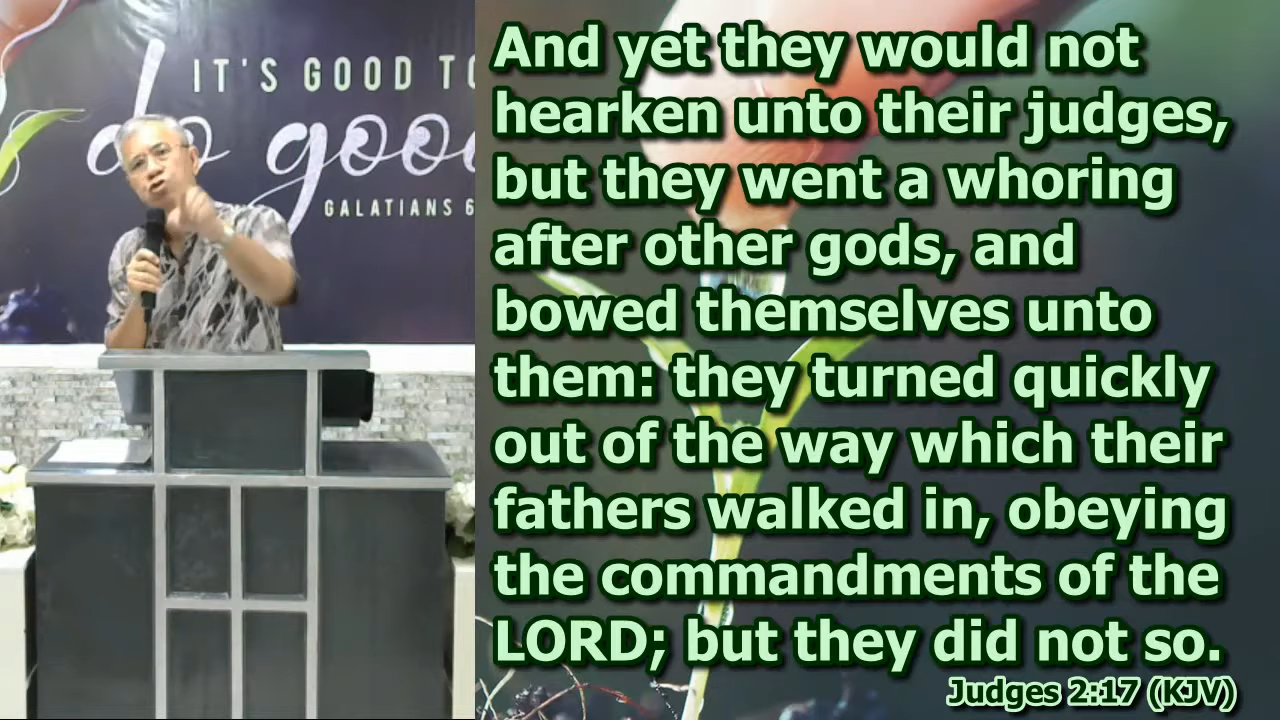 IT'S GOOD TO
do good
GALATIANS 6
And yet they would not
hearken unto their judges,
but they went a whoring
after other gods, and
bowed themselves unto
them: they turned quickly
out of the way which their
fathers walked in, obeying
the commandments of the
LORD; but they did not so.
Judges 2:17 (KJV)